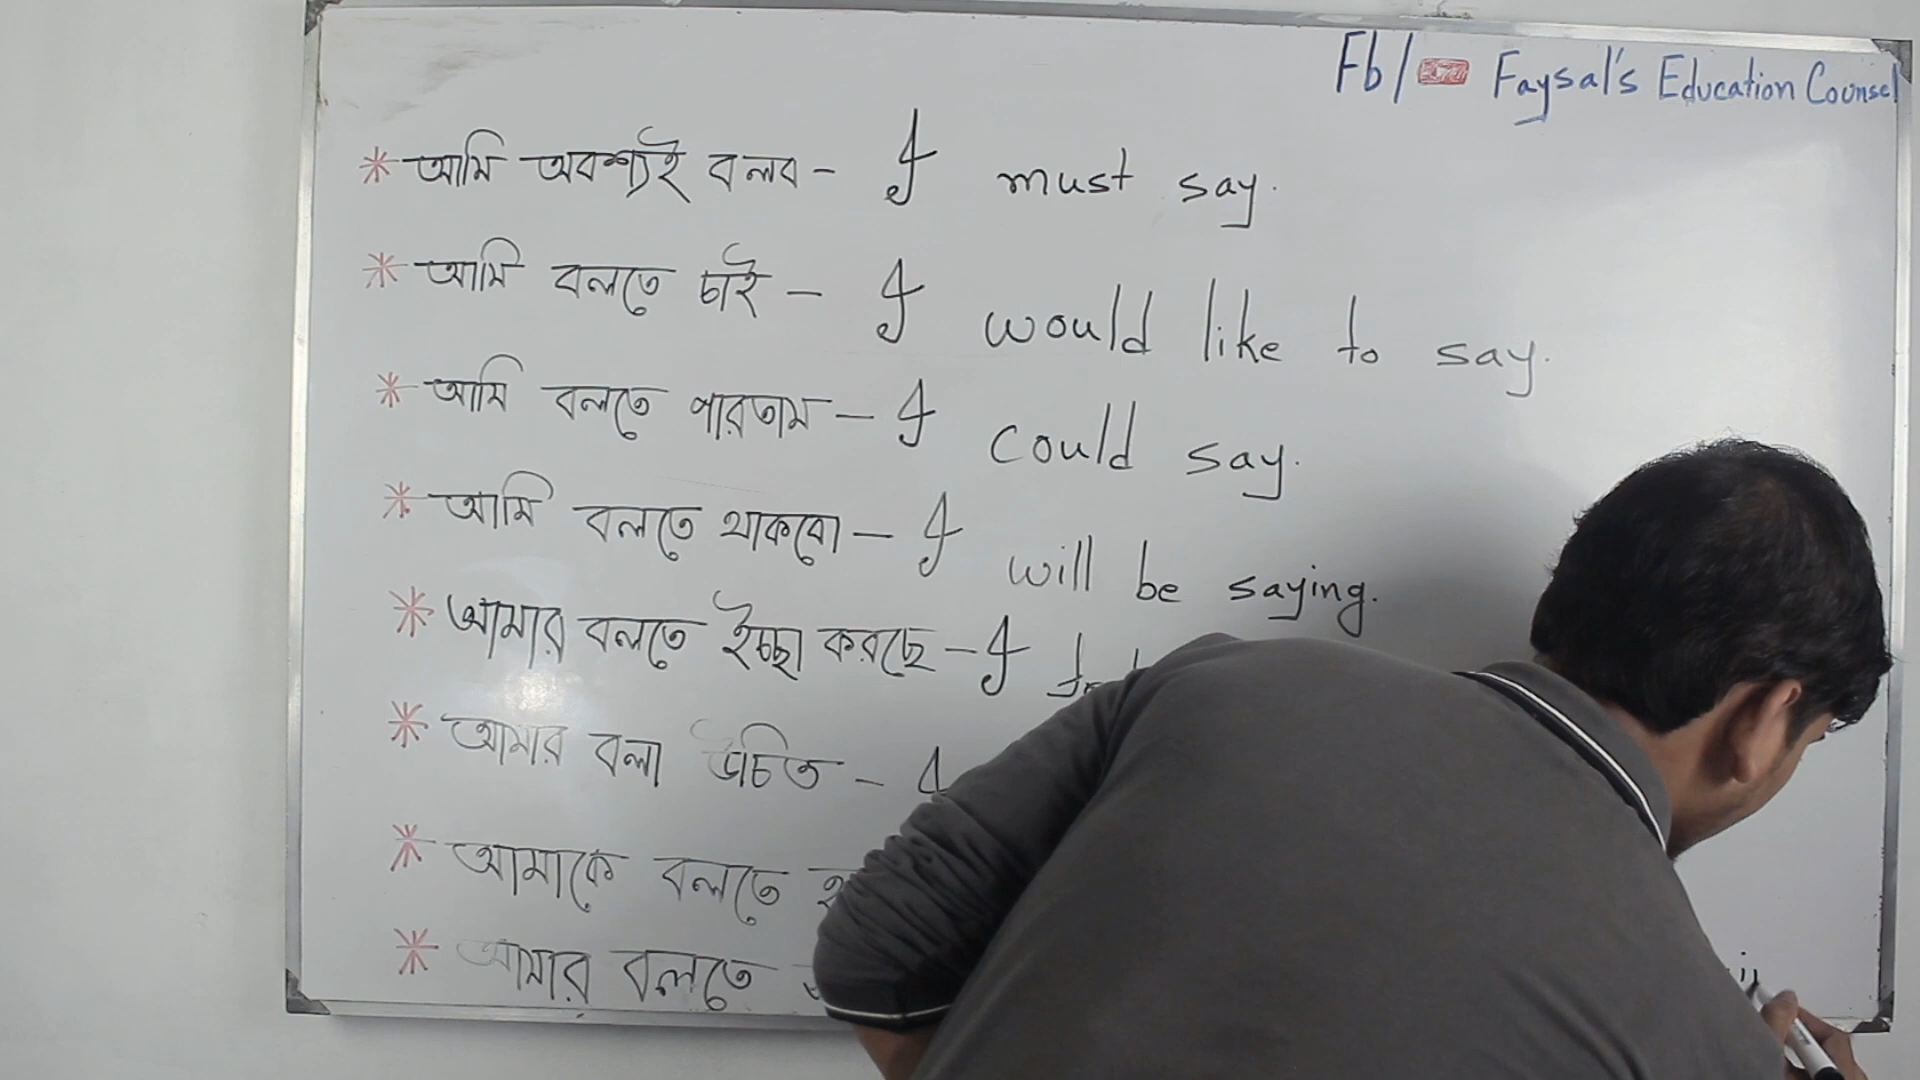 Fb/ Faysal's Education Counsel
* আমি অবশ্যই বলব - I must say.
* আমি বলতে চাই - I would like to say.
* আমি বলতে পারতাম - I could say.
* আমি বলতে থাকবো - I will be saying.
* আমার বলতে ইচ্ছা করছে - I
* আমার বলা উচিত - I
* আমাকে বলতে
* আমার বলতে